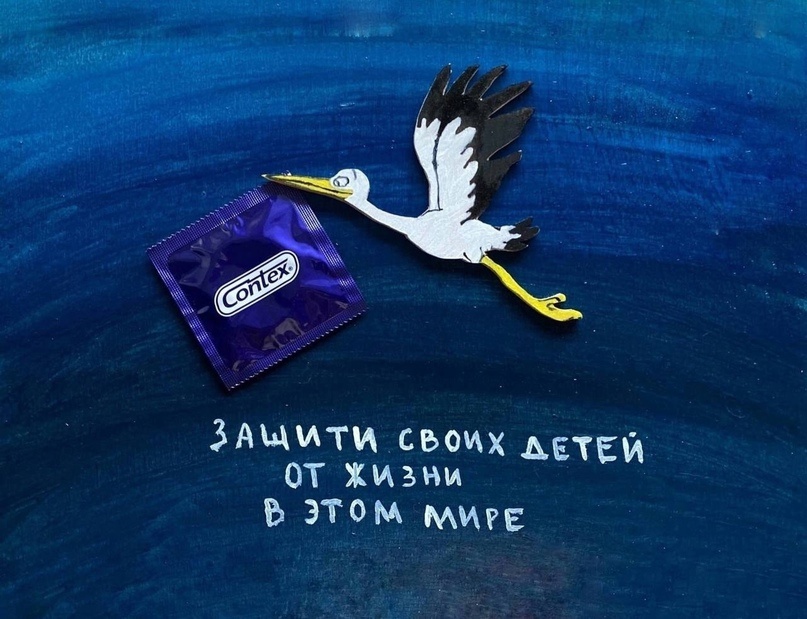 Contex®
ЗАЩИТИ СВОИХ ДЕТЕЙ
ОТ ЖИЗНИ
В ЭТОМ МИРЕ